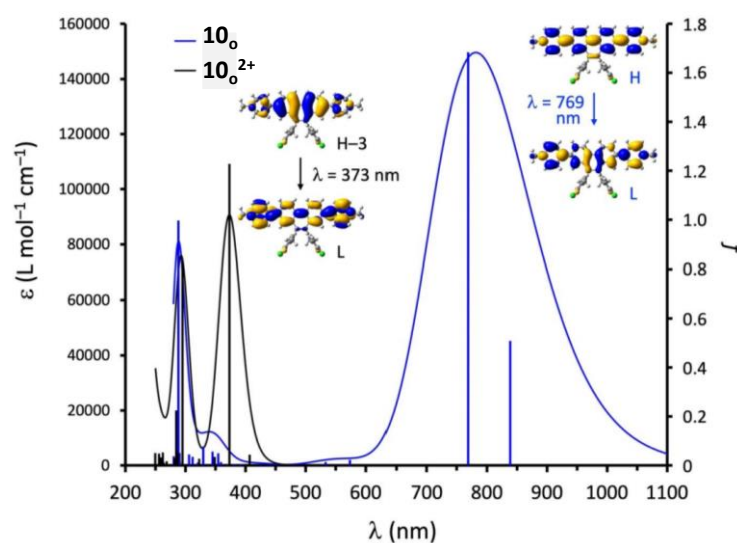 160000
140000
120000
100000
80000
60000
40000
20000
0
ε (L mol⁻¹ cm⁻¹)
10ₒ
10ₒ²⁺
H–3
λ = 373 nm
L
H
λ = 769
nm
L
1.8
1.6
1.4
1.2
1.0
0.8
0.6
0.4
0.2
0
f
200 300 400 500 600 700 800 900 1000 1100
λ (nm)